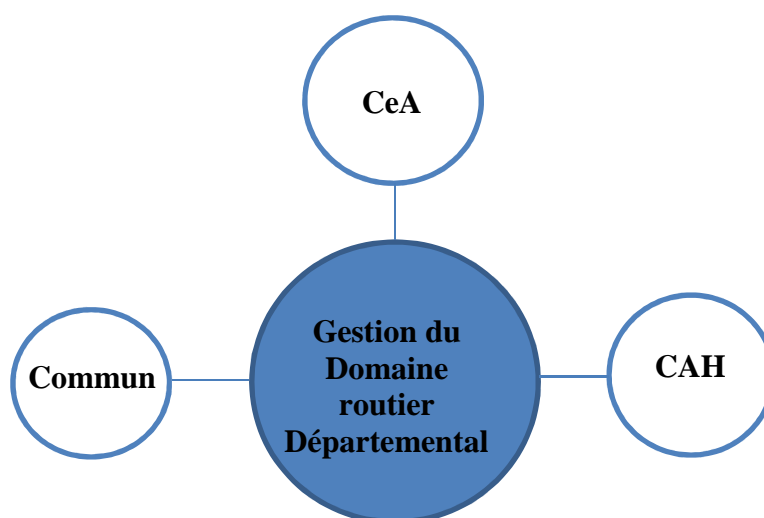 CeA
Commun
Gestion du
Domaine
routier
Départemental
CAH